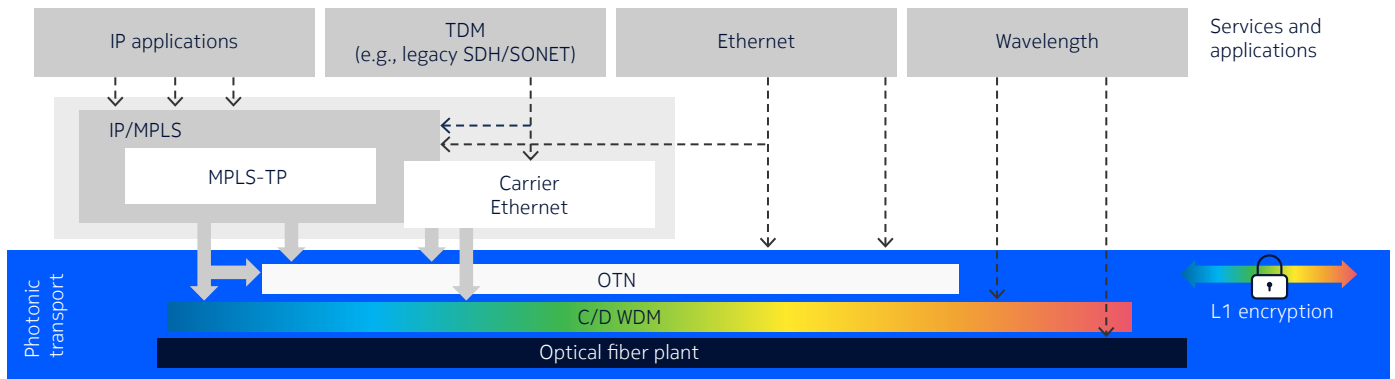 IP applications
TDM
(e.g., legacy SDH/SONET)
Ethernet
Wavelength
Services and
applications
IP/MPLS
MPLS-TP
Carrier
Ethernet
Photonic
transport
OTN
C/D WDM
Optical fiber plant
L1 encryption